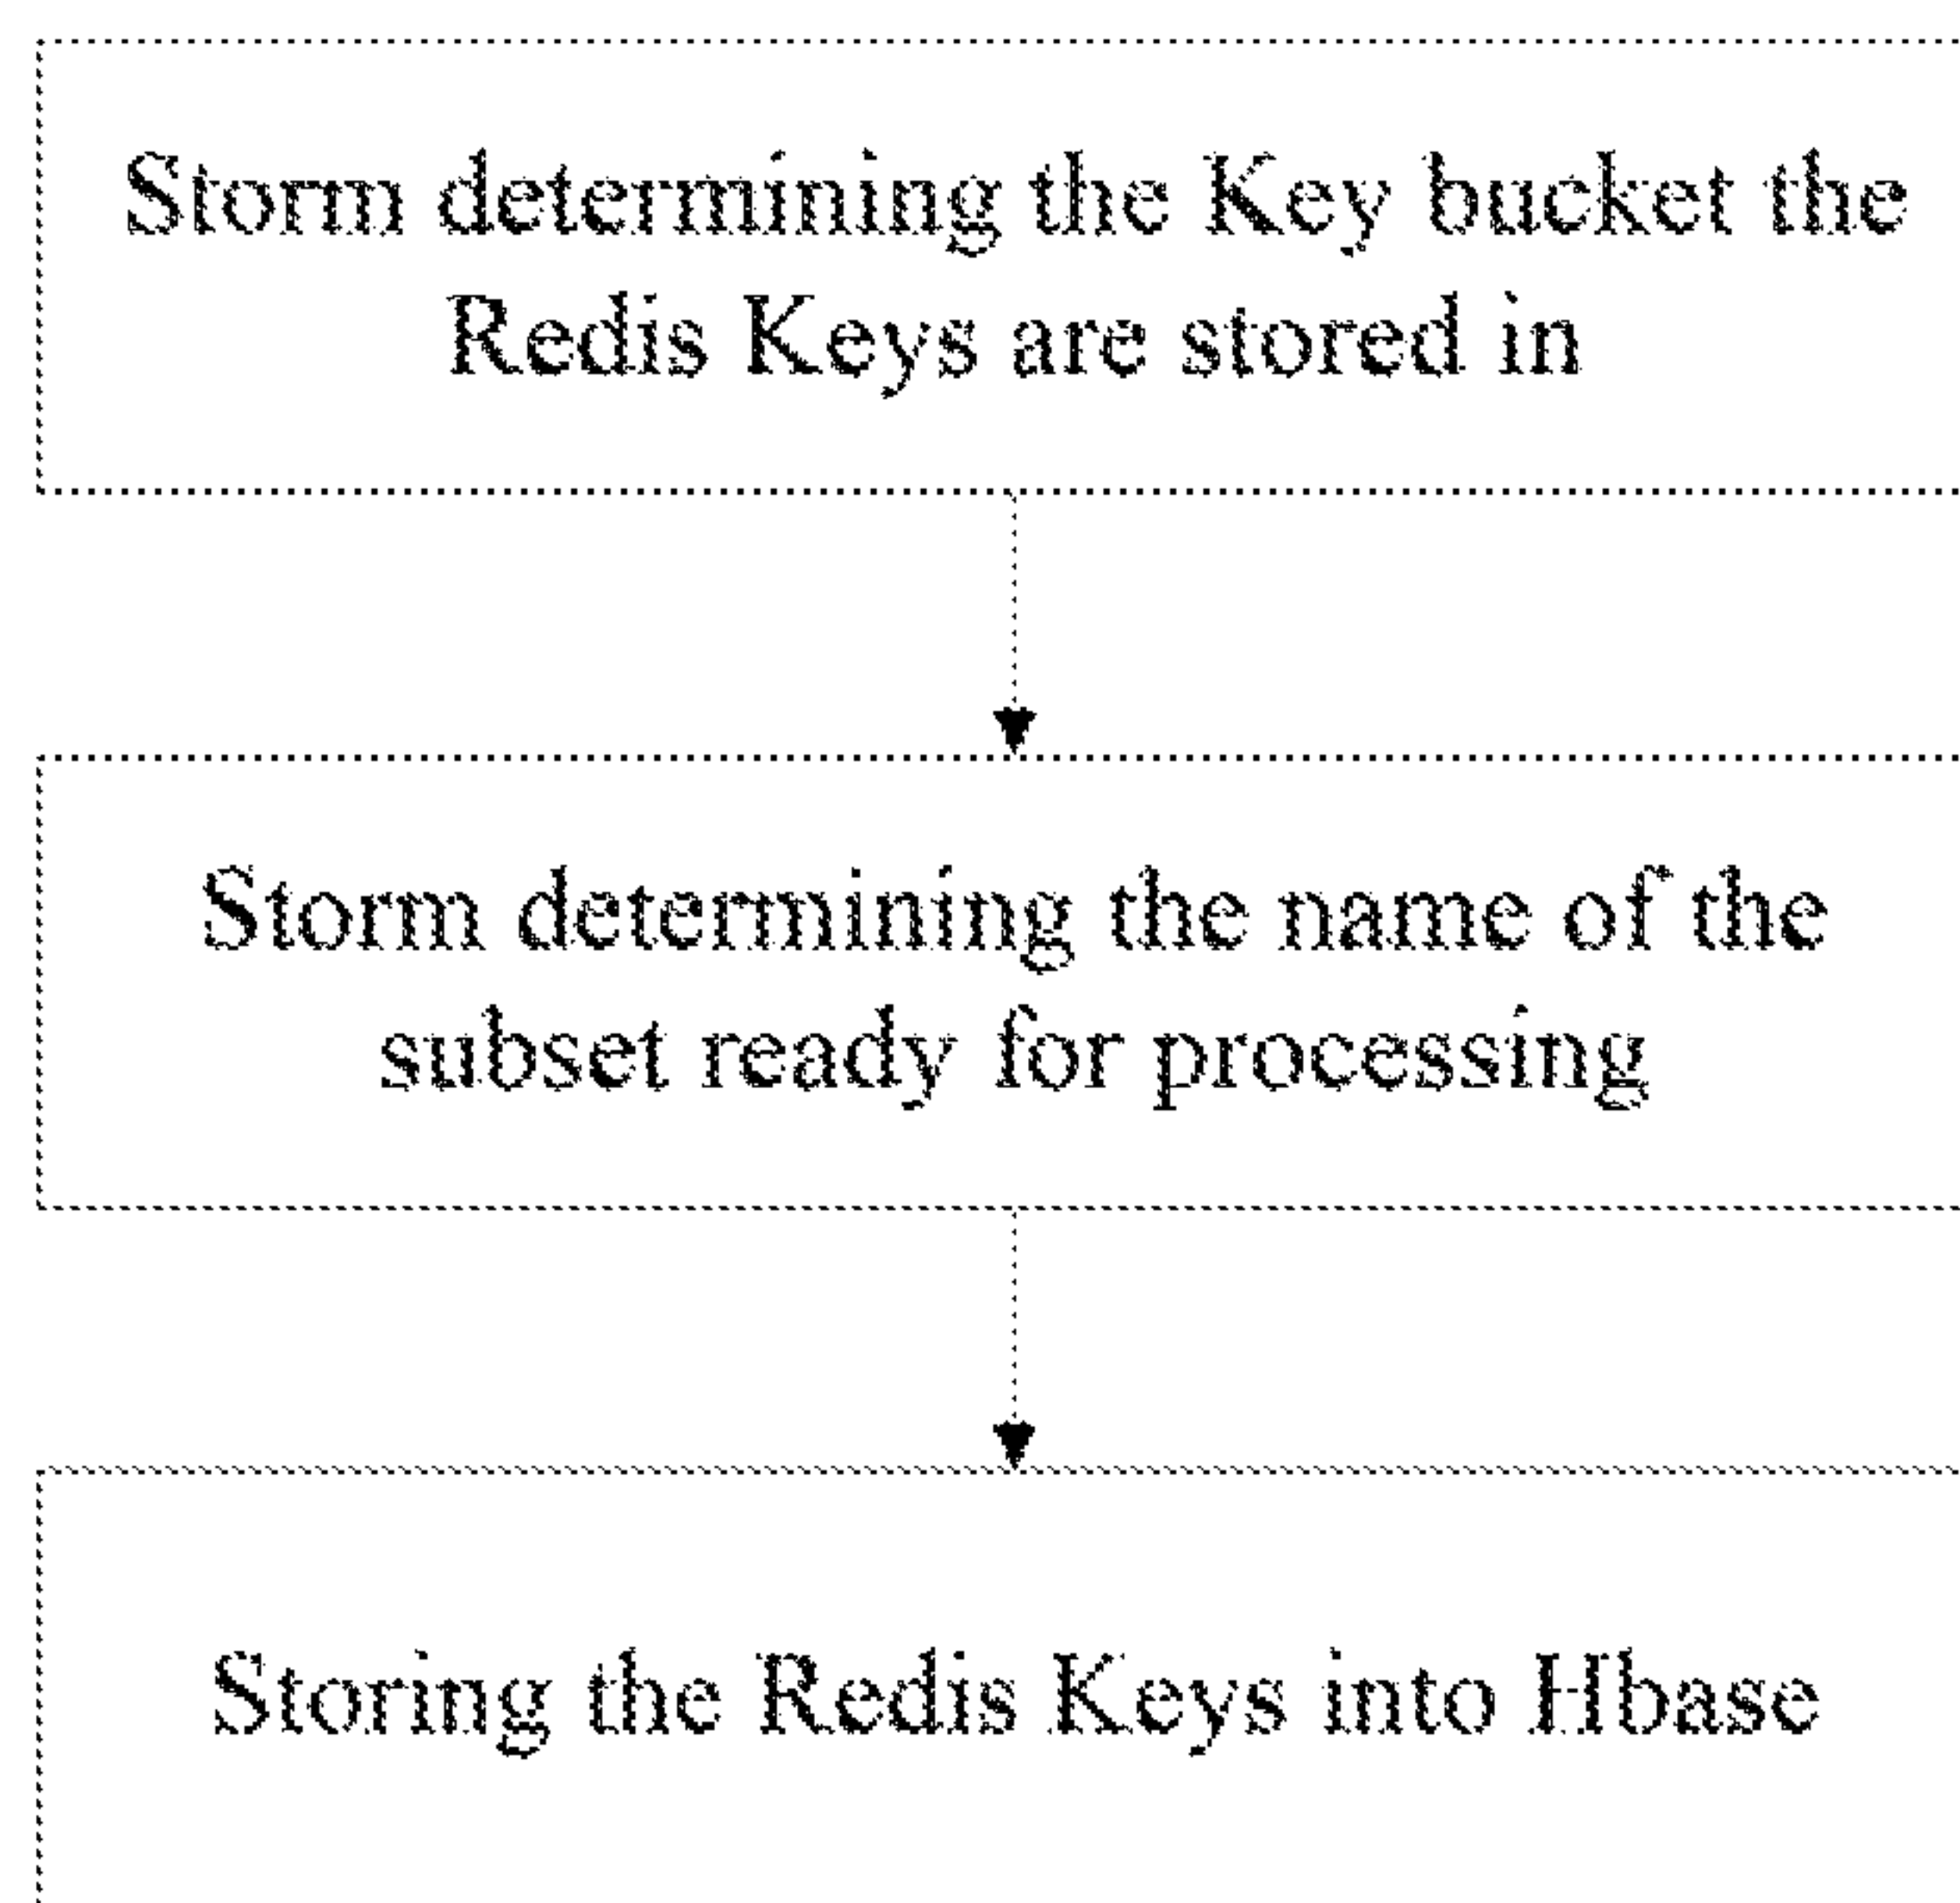 Storm determining the Key bucket the
Redis Keys are stored in
Storm determining the name of the
subset ready for processing
Storing the Redis Keys into Hbase